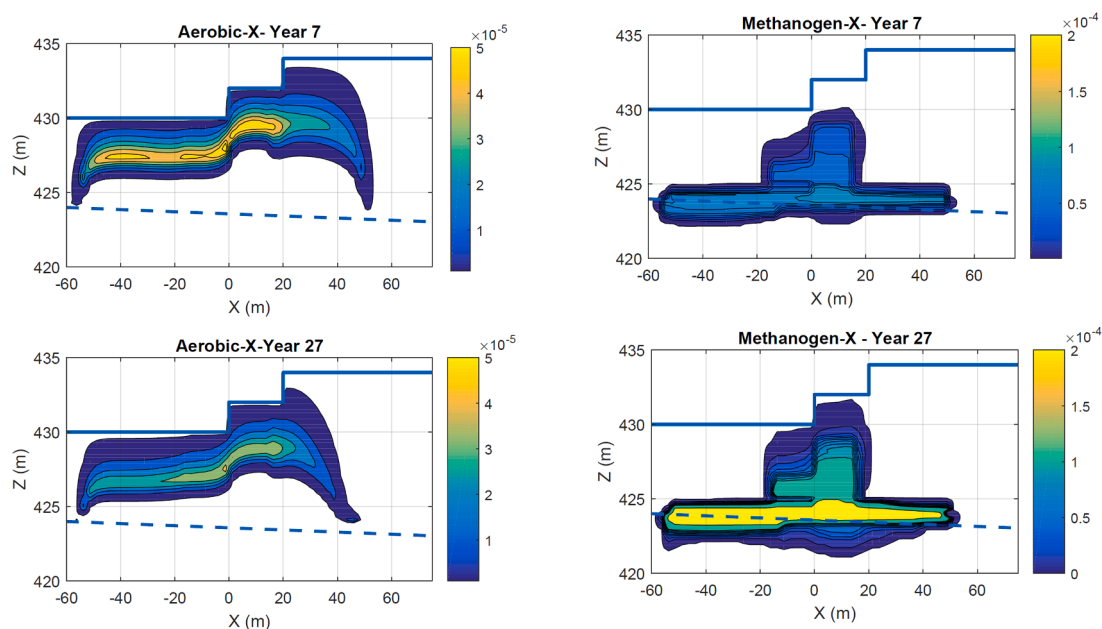 Aerobic-X- Year 7
×10⁻⁵
435
430
425
420
Z (m)
-60 -40 -20 0 20 40 60
X (m)
5
4
3
2
1
Methanogen-X- Year 7
×10⁻⁴
435
430
425
420
Z (m)
-60 -40 -20 0 20 40 60
X (m)
2
1.5
1
0.5
Aerobic-X-Year 27
×10⁻⁵
435
430
425
420
Z (m)
-60 -40 -20 0 20 40 60
X (m)
5
4
3
2
1
Methanogen-X - Year 27
×10⁻⁴
435
430
425
420
Z (m)
-60 -40 -20 0 20 40 60
X (m)
2
1.5
1
0.5
0